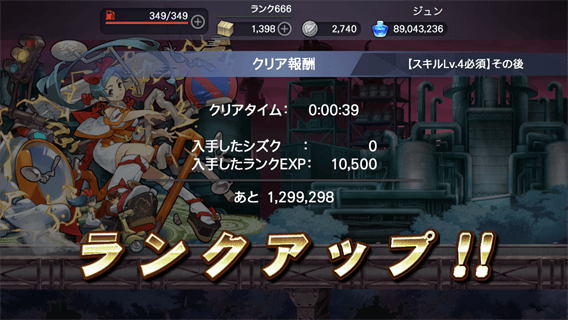 ランク666
ジュン
349/349
1,398
2,740
89,043,236
クリア報酬
【スキルLv.4必須】その後
クリアタイム： 0:00:39
入手したシズク ： 0
入手したランクEXP： 10,500
あと 1,299,298
ランクアップ!!